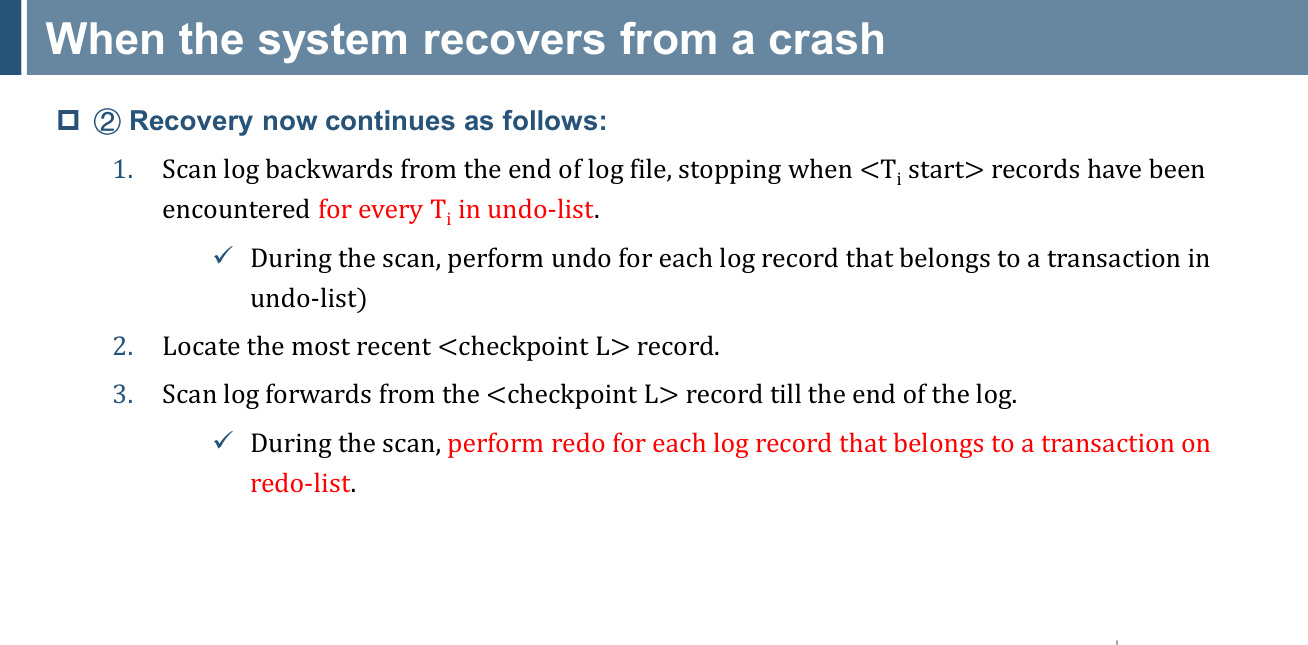 When the system recovers from a crash
② Recovery now continues as follows:
1. Scan log backwards from the end of log file, stopping when <Ti start> records have been
encountered for every Ti in undo-list.
✓ During the scan, perform undo for each log record that belongs to a transaction in
undo-list)
2. Locate the most recent <checkpoint L> record.
3. Scan log forwards from the <checkpoint L> record till the end of the log.
✓ During the scan, perform redo for each log record that belongs to a transaction on
redo-list.